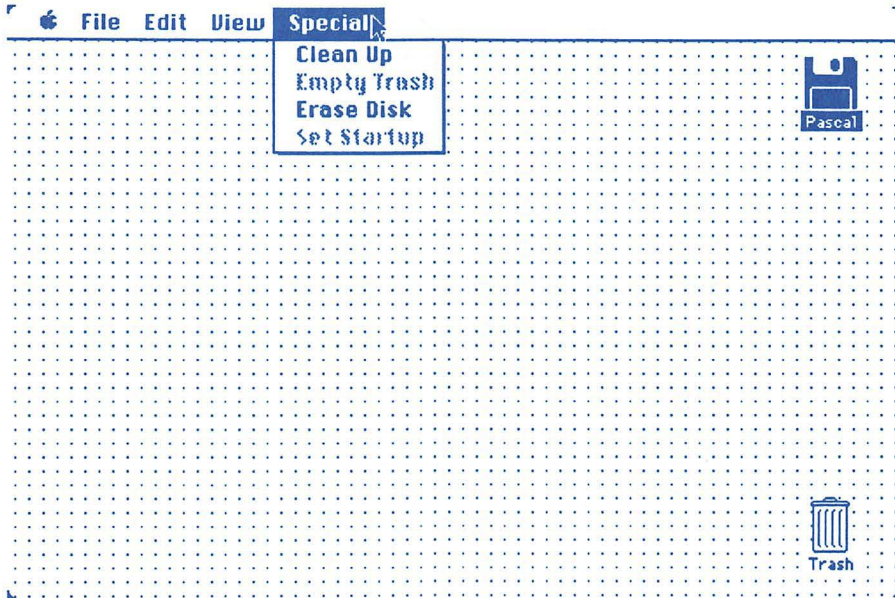 File Edit View Special
Clean Up
Empty Trash
Erase Disk
Set Startup
Pascal
Trash